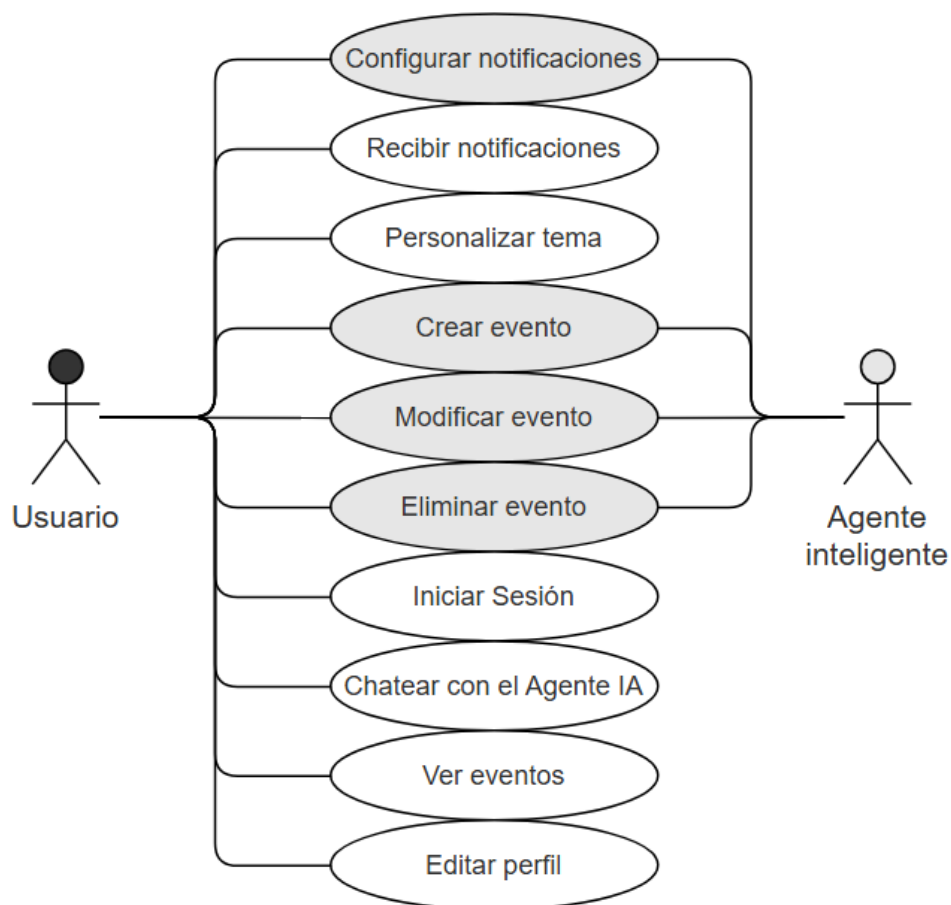 Configurar notificaciones
Recibir notificaciones
Personalizar tema
Crear evento
Modificar evento
Eliminar evento
Iniciar Sesión
Chatear con el Agente IA
Ver eventos
Editar perfil
Usuario
Agente
inteligente